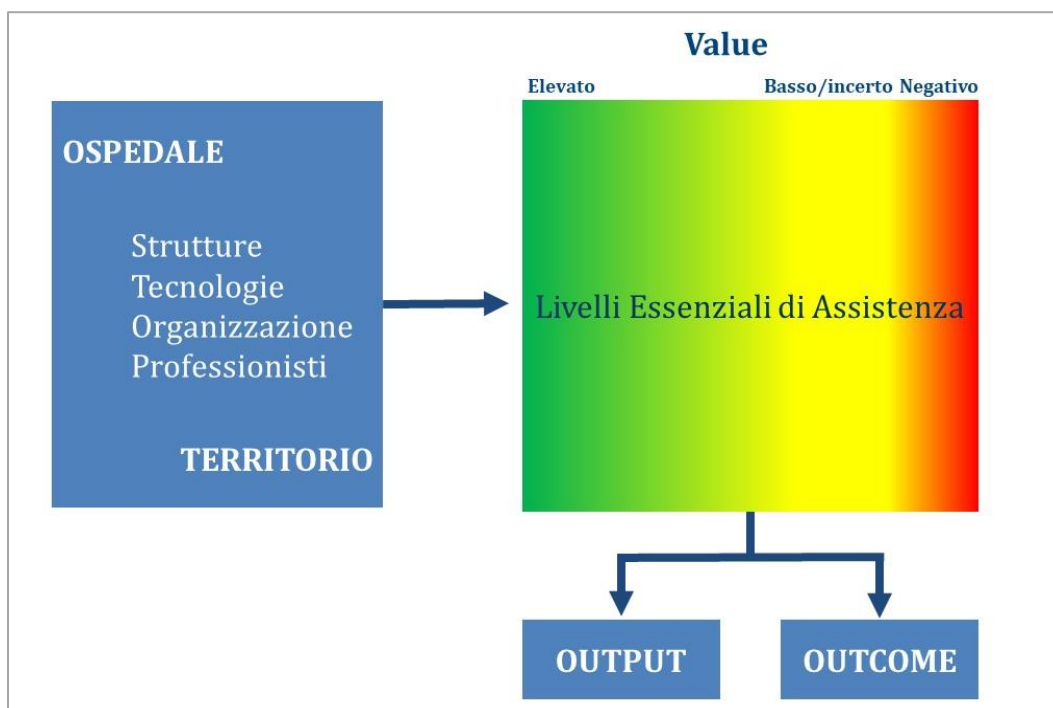 Value
Elevato Basso/incerto Negativo
OSPEDALE
Strutture
Tecnologie
Organizzazione
Professionisti
TERRITORIO
Livelli Essenziali di Assistenza
OUTPUT
OUTCOME